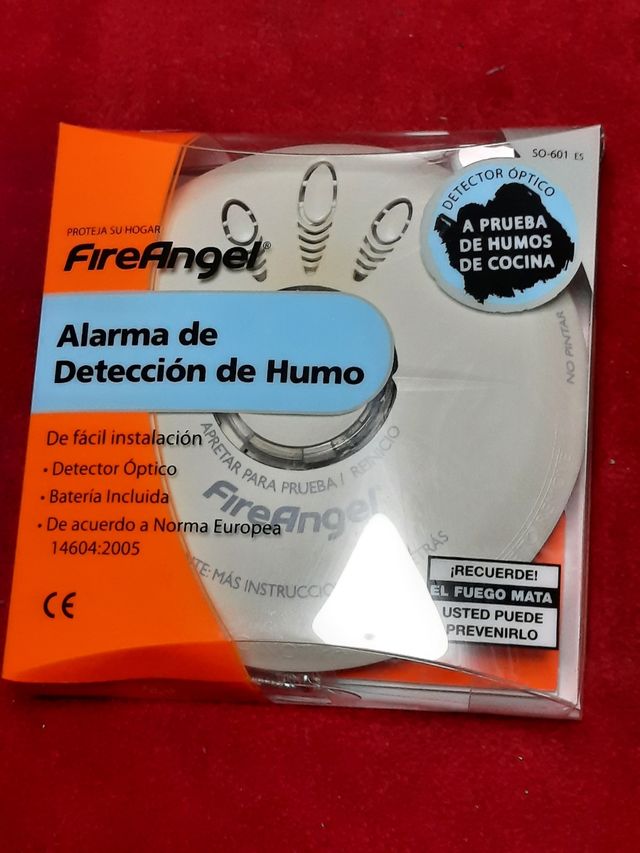 SO-601 ES
DETECTOR ÓPTICO
A PRUEBA
DE HUMOS
DE COCINA
PROTEJA SU HOGAR
FireAngel®
Alarma de
Detección de Humo
De fácil instalación
• Detector Óptico
• Batería Incluida
• De acuerdo a Norma Europea
14604:2005
CE
NO PINTAR
APRETAR PARA PRUEBA / REINICIO
FireAngel
MÁS
¡RECUERDE!
EL FUEGO MATA
USTED PUEDE
PREVENIRLO